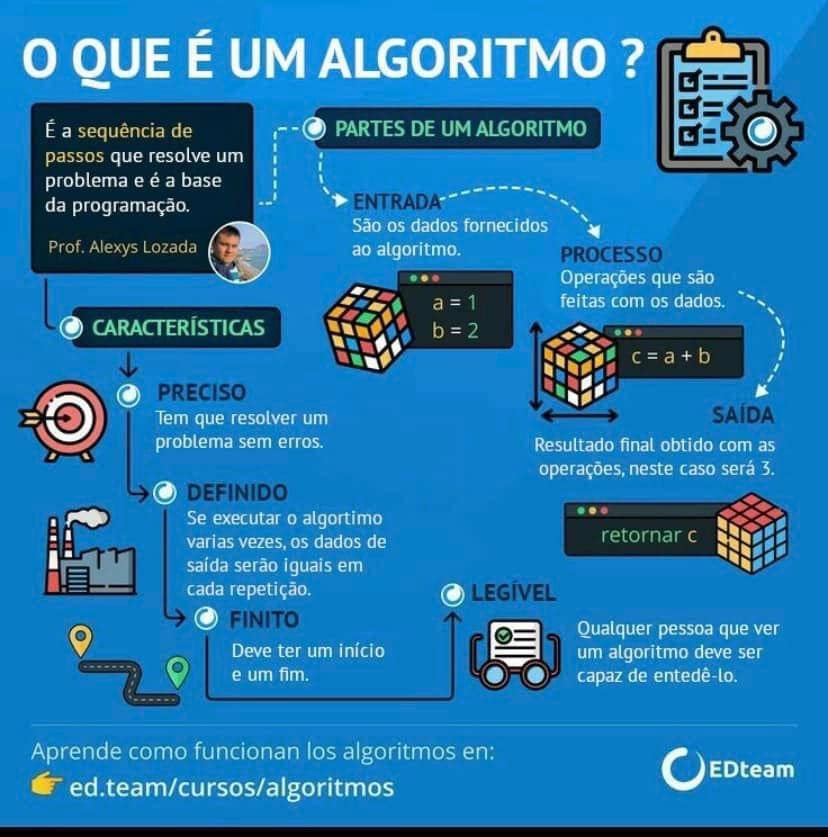 O QUE É UM ALGORITMO ?
É a sequência de
passos que resolve um
problema e é a base
da programação.
Prof. Alexys Lozada
PARTES DE UM ALGORITMO
ENTRADA
São os dados fornecidos
ao algoritmo.
a = 1
b = 2
PROCESSO
Operações que são
feitas com os dados.
c = a + b
SAÍDA
Resultado final obtido com as
operações, neste caso será 3.
retornar c
CARACTERÍSTICAS
PRECISO
Tem que resolver um
problema sem erros.
DEFINIDO
Se executar o algortimo
varias vezes, os dados de
saída serão iguais em
cada repetição.
FINITO
Deve ter um início
e um fim.
LEGÍVEL
Qualquer pessoa que ver
um algoritmo deve ser
capaz de entedê-lo.
Aprende como funcionan los algoritmos en:
ed.team/cursos/algoritmos
EDteam